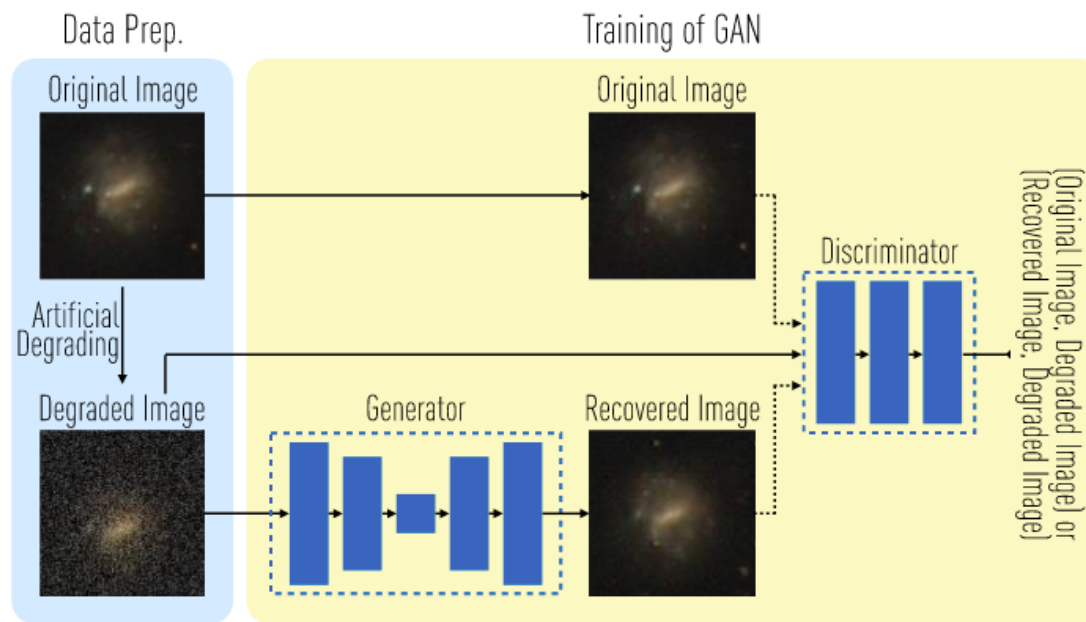 Data Prep.
Training of GAN
Original Image
Original Image
Artificial
Degrading
Discriminator
Degraded Image
Generator
Recovered Image
(Original Image, Degraded Image) or
(Recovered Image, Degraded Image)